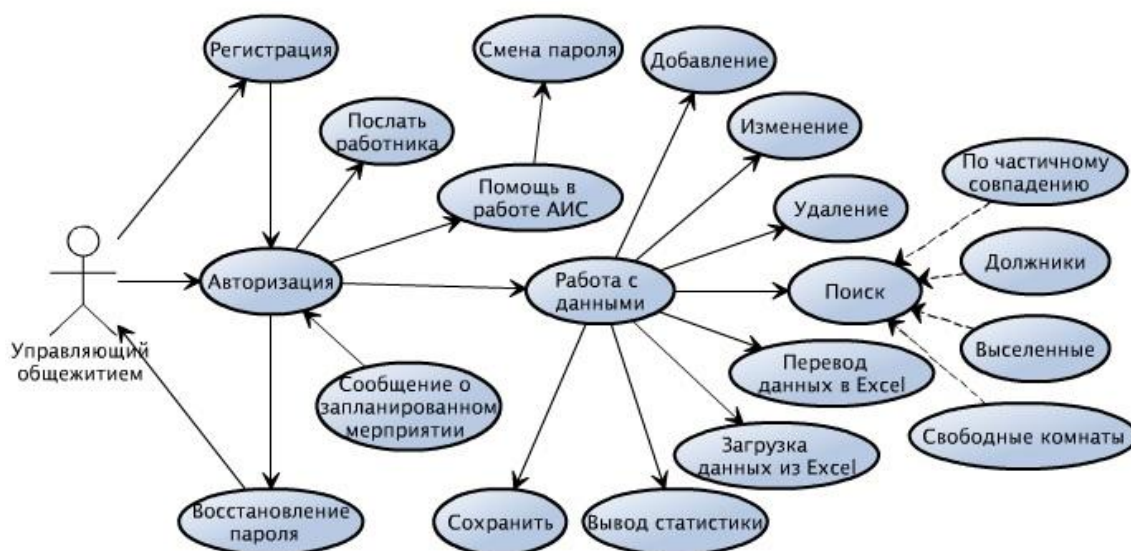 Регистрация
Смена пароля
Добавление
Послать
работника
Изменение
Помощь в
работе АИС
По частичному
совпадению
Удаление
Авторизация
Работа с
данными
Поиск
Должники
Управляющий
общежитием
Выселенные
Перевод
данных в Excel
Сообщение о
запланированном
мерприятии
Свободные комнаты
Загрузка
данных из Excel
Восстановление
пароля
Сохранить
Вывод статистики